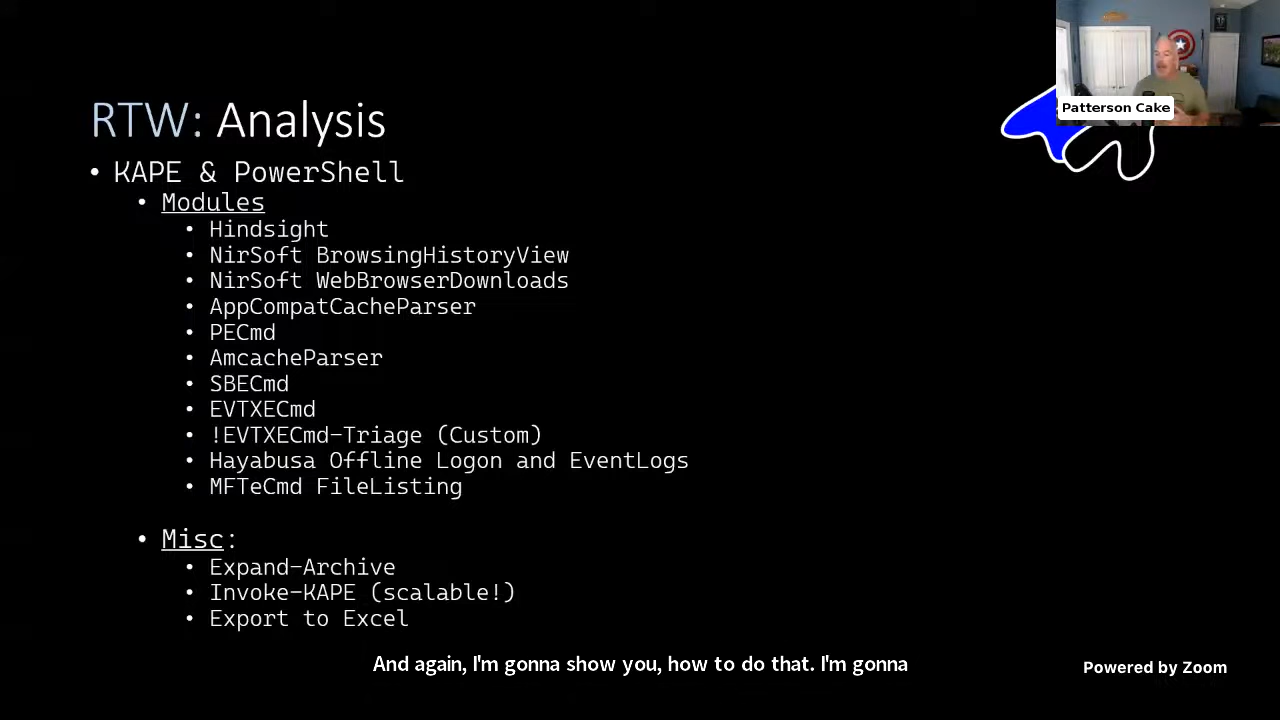 Patterson Cake
RTW: Analysis
• KAPE & PowerShell
• Modules
• Hindsight
• NirSoft BrowsingHistoryView
• NirSoft WebBrowserDownloads
• AppCompatCacheParser
• PECmd
• AmcacheParser
• SBECmd
• EVTXECmd
• !EVTXECmd-Triage (Custom)
• Hayabusa Offline Logon and EventLogs
• MFTeCmd FileListing
• Misc:
• Expand-Archive
• Invoke-KAPE (scalable!)
• Export to Excel
And again, I'm gonna show you, how to do that. I'm gonna
Powered by Zoom